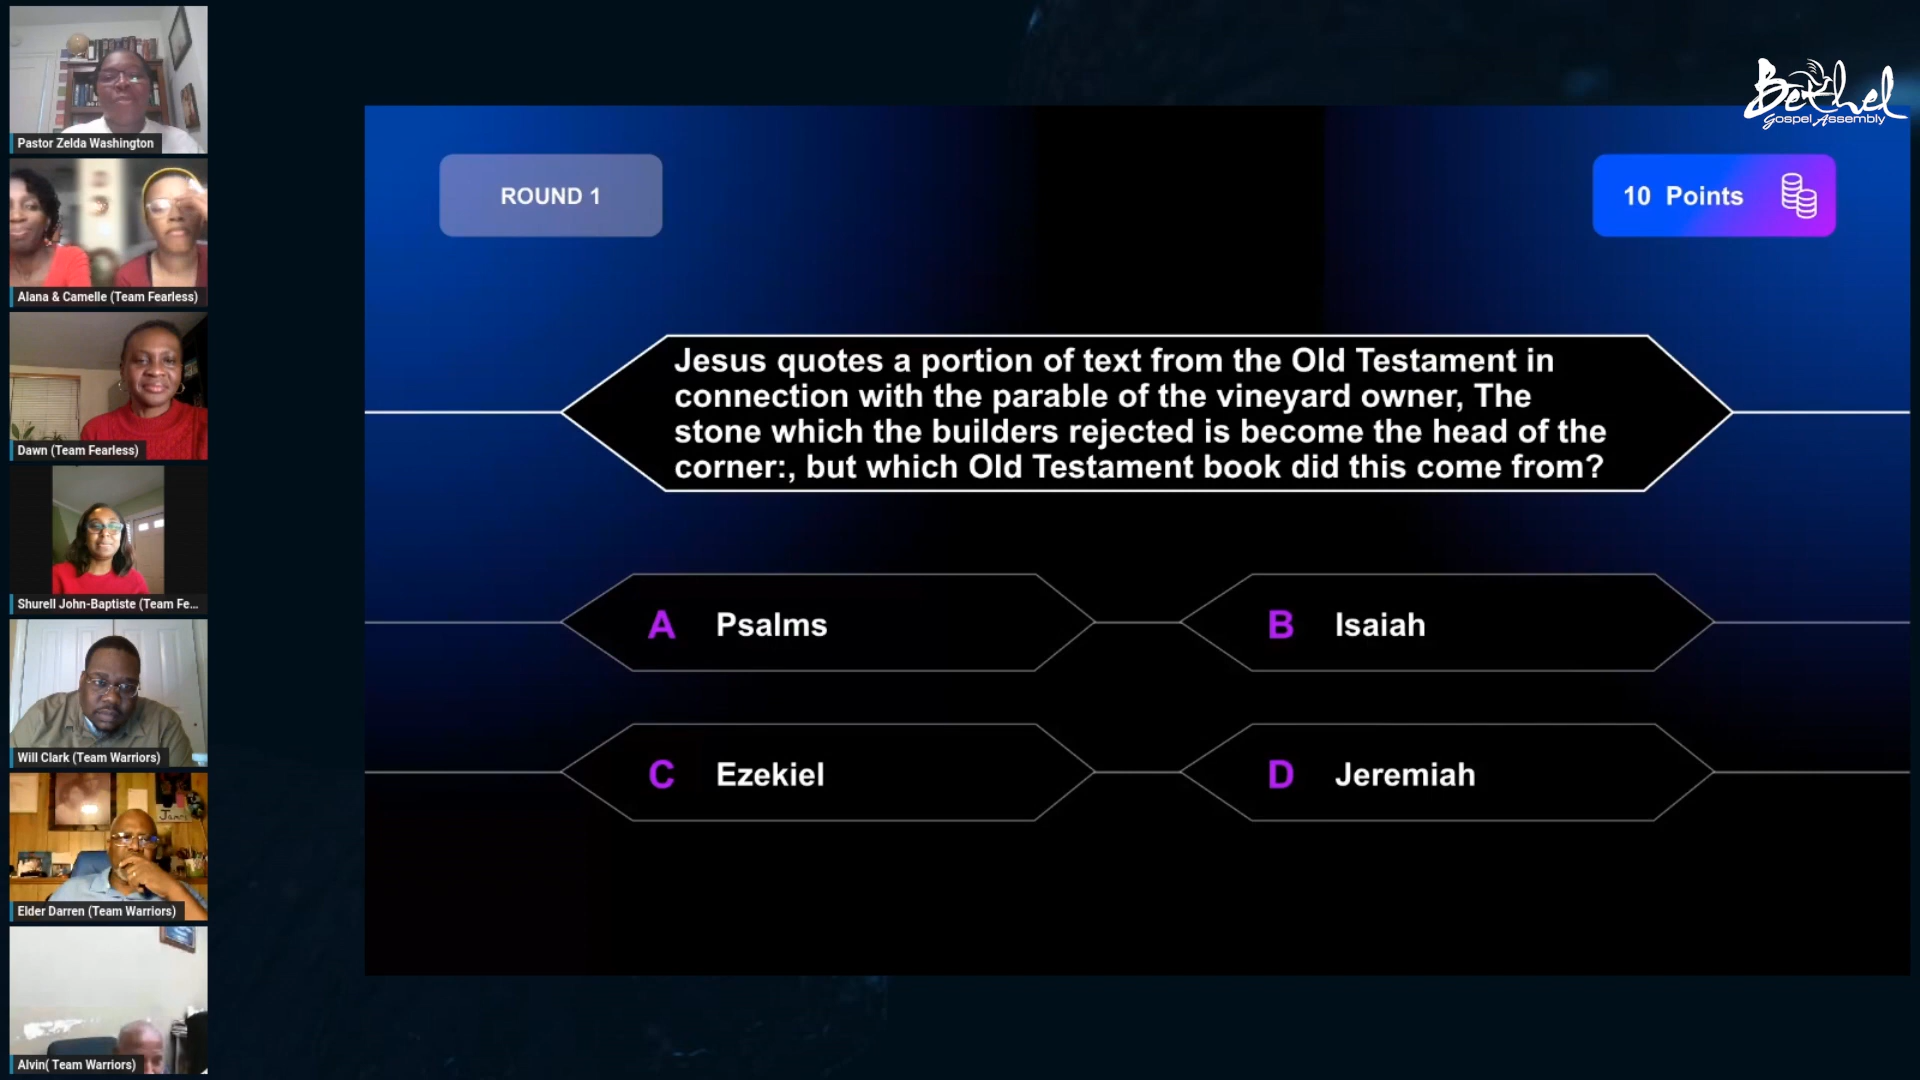 Bethel
Gospel Assembly
ROUND 1
10 Points
Jesus quotes a portion of text from the Old Testament in
connection with the parable of the vineyard owner, The
stone which the builders rejected is become the head of the
corner:, but which Old Testament book did this come from?
A Psalms
B Isaiah
C Ezekiel
D Jeremiah
Pastor Zelda Washington
Alana & Camelle (Team Fearless)
Dawn (Team Fearless)
Shurell John-Baptiste (Team Fe...
Will Clark (Team Warriors)
Elder Darren (Team Warriors)
Alvin( Team Warriors)